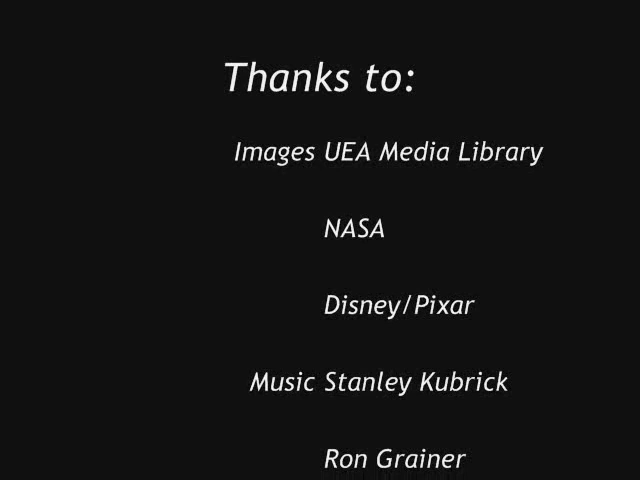 Thanks to:
Images UEA Media Library
NASA
Disney/Pixar
Music Stanley Kubrick
Ron Grainer